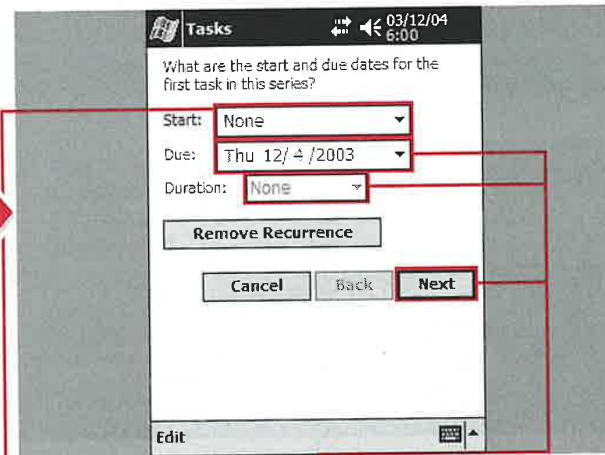 Tasks
03/12/04
6:00
What are the start and due dates for the
first task in this series?
Start: None
Due: Thu 12/ 4 /2003
Duration: None
Remove Recurrence
Cancel Back Next
Edit